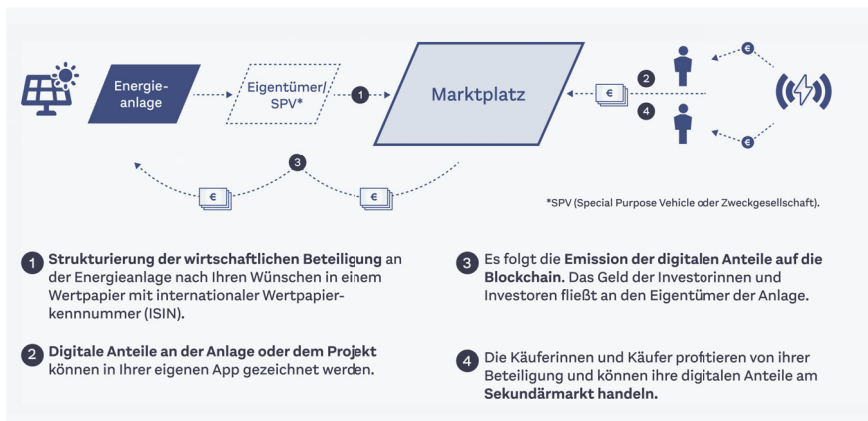 Energie-
anlage
Eigentümer/
SPV*
1
Marktplatz
€
2
4
€
€
3
€
€
*SPV (Special Purpose Vehicle oder Zweckgesellschaft).
1 Strukturierung der wirtschaftlichen Beteiligung an
der Energieanlage nach Ihren Wünschen in einem
Wertpapier mit internationaler Wertpapier-
kennnummer (ISIN).
2 Digitale Anteile an der Anlage oder dem Projekt
können in Ihrer eigenen App gezeichnet werden.
3 Es folgt die Emission der digitalen Anteile auf die
Blockchain. Das Geld der Investorinnen und
Investoren fließt an den Eigentümer der Anlage.
4 Die Käuferinnen und Käufer profitieren von ihrer
Beteiligung und können ihre digitalen Anteile am
Sekundärmarkt handeln.